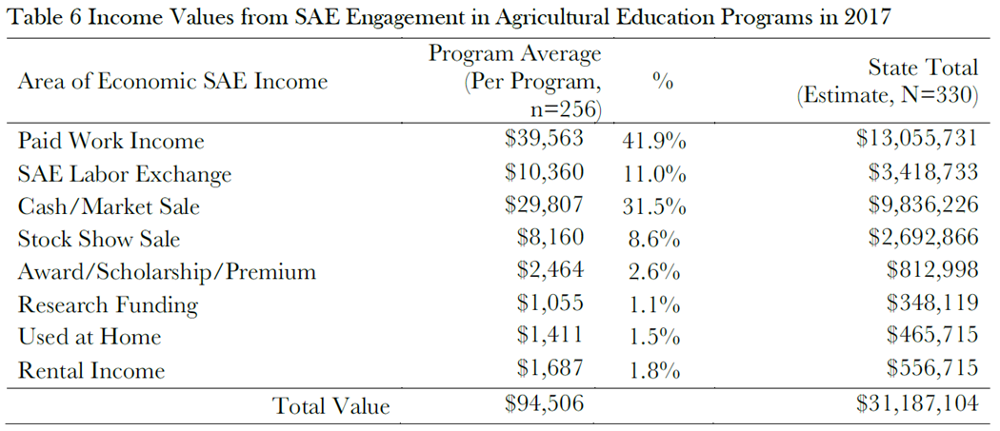 Table 6 Income Values from SAE Engagement in Agricultural Education Programs in 2017
Area of Economic SAE Income
Program Average
(Per Program,
n=256)
%
State Total
(Estimate, N=330)
Paid Work Income $39,563 41.9% $13,055,731
SAE Labor Exchange $10,360 11.0% $3,418,733
Cash/Market Sale $29,807 31.5% $9,836,226
Stock Show Sale $8,160 8.6% $2,692,866
Award/Scholarship/Premium $2,464 2.6% $812,998
Research Funding $1,055 1.1% $348,119
Used at Home $1,411 1.5% $465,715
Rental Income $1,687 1.8% $556,715
Total Value $94,506 $31,187,104